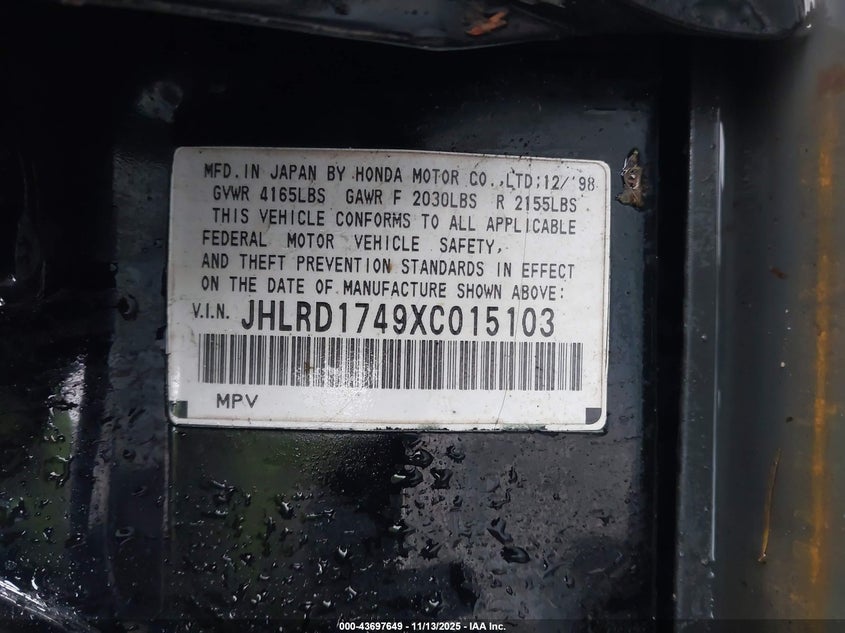 MFD. IN JAPAN BY HONDA MOTOR CO.,LTD; 12/'98
GVWR 4165LBS GAWR F 2030LBS R 2155LBS
THIS VEHICLE CONFORMS TO ALL APPLICABLE
FEDERAL MOTOR VEHICLE SAFETY,
AND THEFT PREVENTION STANDARDS IN EFFECT
ON THE DATE OF MANUFACTURE SHOWN ABOVE:
V.I.N. JHLRD1749XC015103
MPV
000-43697649 - 11/13/2025 - IAA Inc.